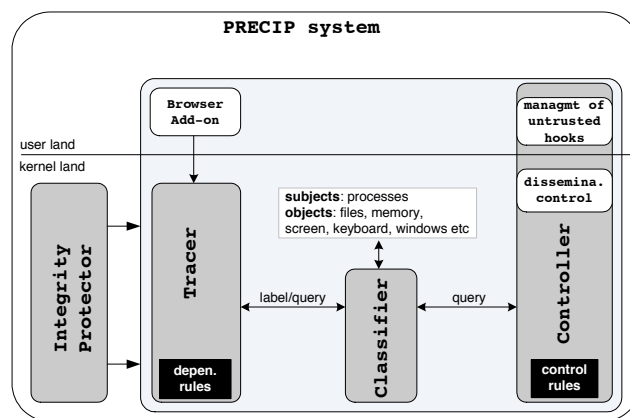 PRECIP system
Browser
Add-on
managmt of
untrusted
hooks
user land
kernel land
dissemina.
control
subjects: processes
objects: files, memory,
screen, keyboard, windows etc
Integrity
Protector
Tracer
label/query
Classifier
query
Controller
depen.
rules
control
rules